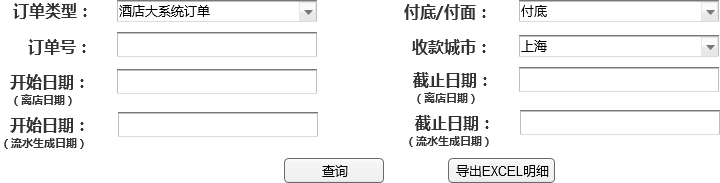 订单类型： 酒店大系统订单 付底/付面： 付底
订单号： 收款城市： 上海
开始日期： 截止日期：
（离店日期） （离店日期）
开始日期： 截止日期：
（流水生成日期） （流水生成日期）
查询 导出EXCEL明细